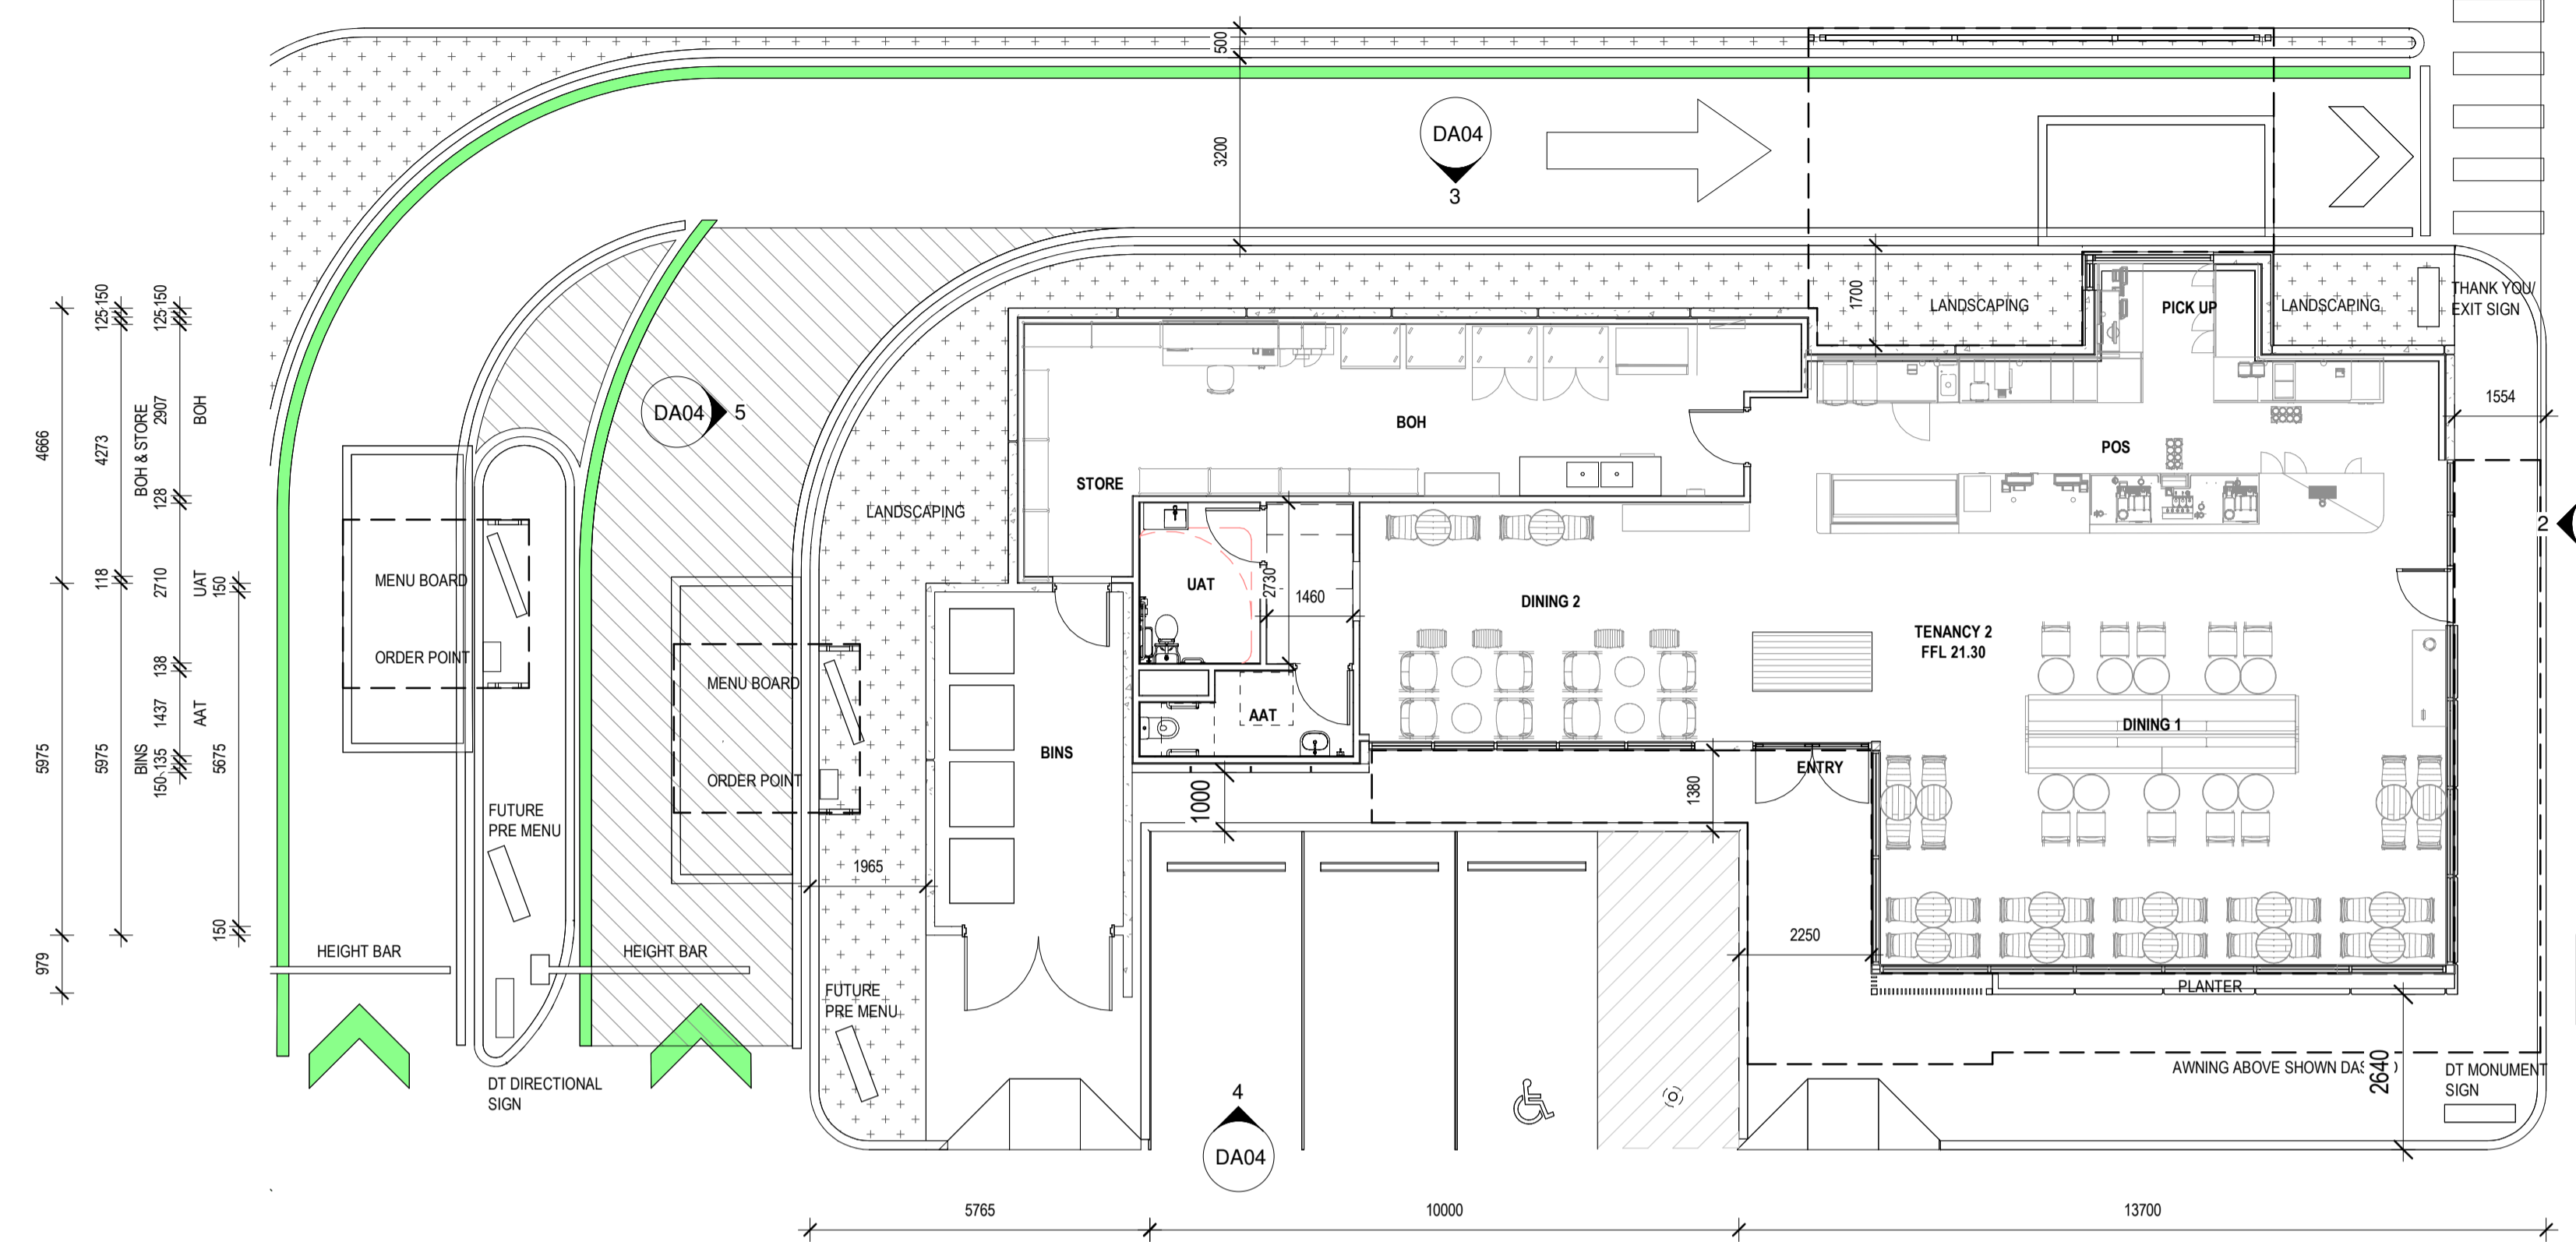 500
DA04
3
3200
125 150
125 150
1700
LANDSCAPING
PICK UP
LANDSCAPING
THANK YOU/
EXIT SIGN
4666
4273
BOH & STORE
2907
BOH
128
DA04
5
BOH
STORE
POS
1554
LANDSCAPING
2
118
2710
UAT
150
MENU BOARD
ORDER POINT
UAT
2730
1460
DINING 2
TENANCY 2
FFL 21.30
138
1437
AAT
MENU BOARD
ORDER POINT
AAT
DINING 1
5975
5975
BINS
150 135
5675
BINS
ENTRY
1000
1380
FUTURE
PRE MENU
1965
150
979
HEIGHT BAR
HEIGHT BAR
2250
FUTURE
PRE MENU
PLANTER
DT DIRECTIONAL
SIGN
4
DA04
AWNING ABOVE SHOWN DAS
2640
DT MONUMENT
SIGN
5765
10000
13700